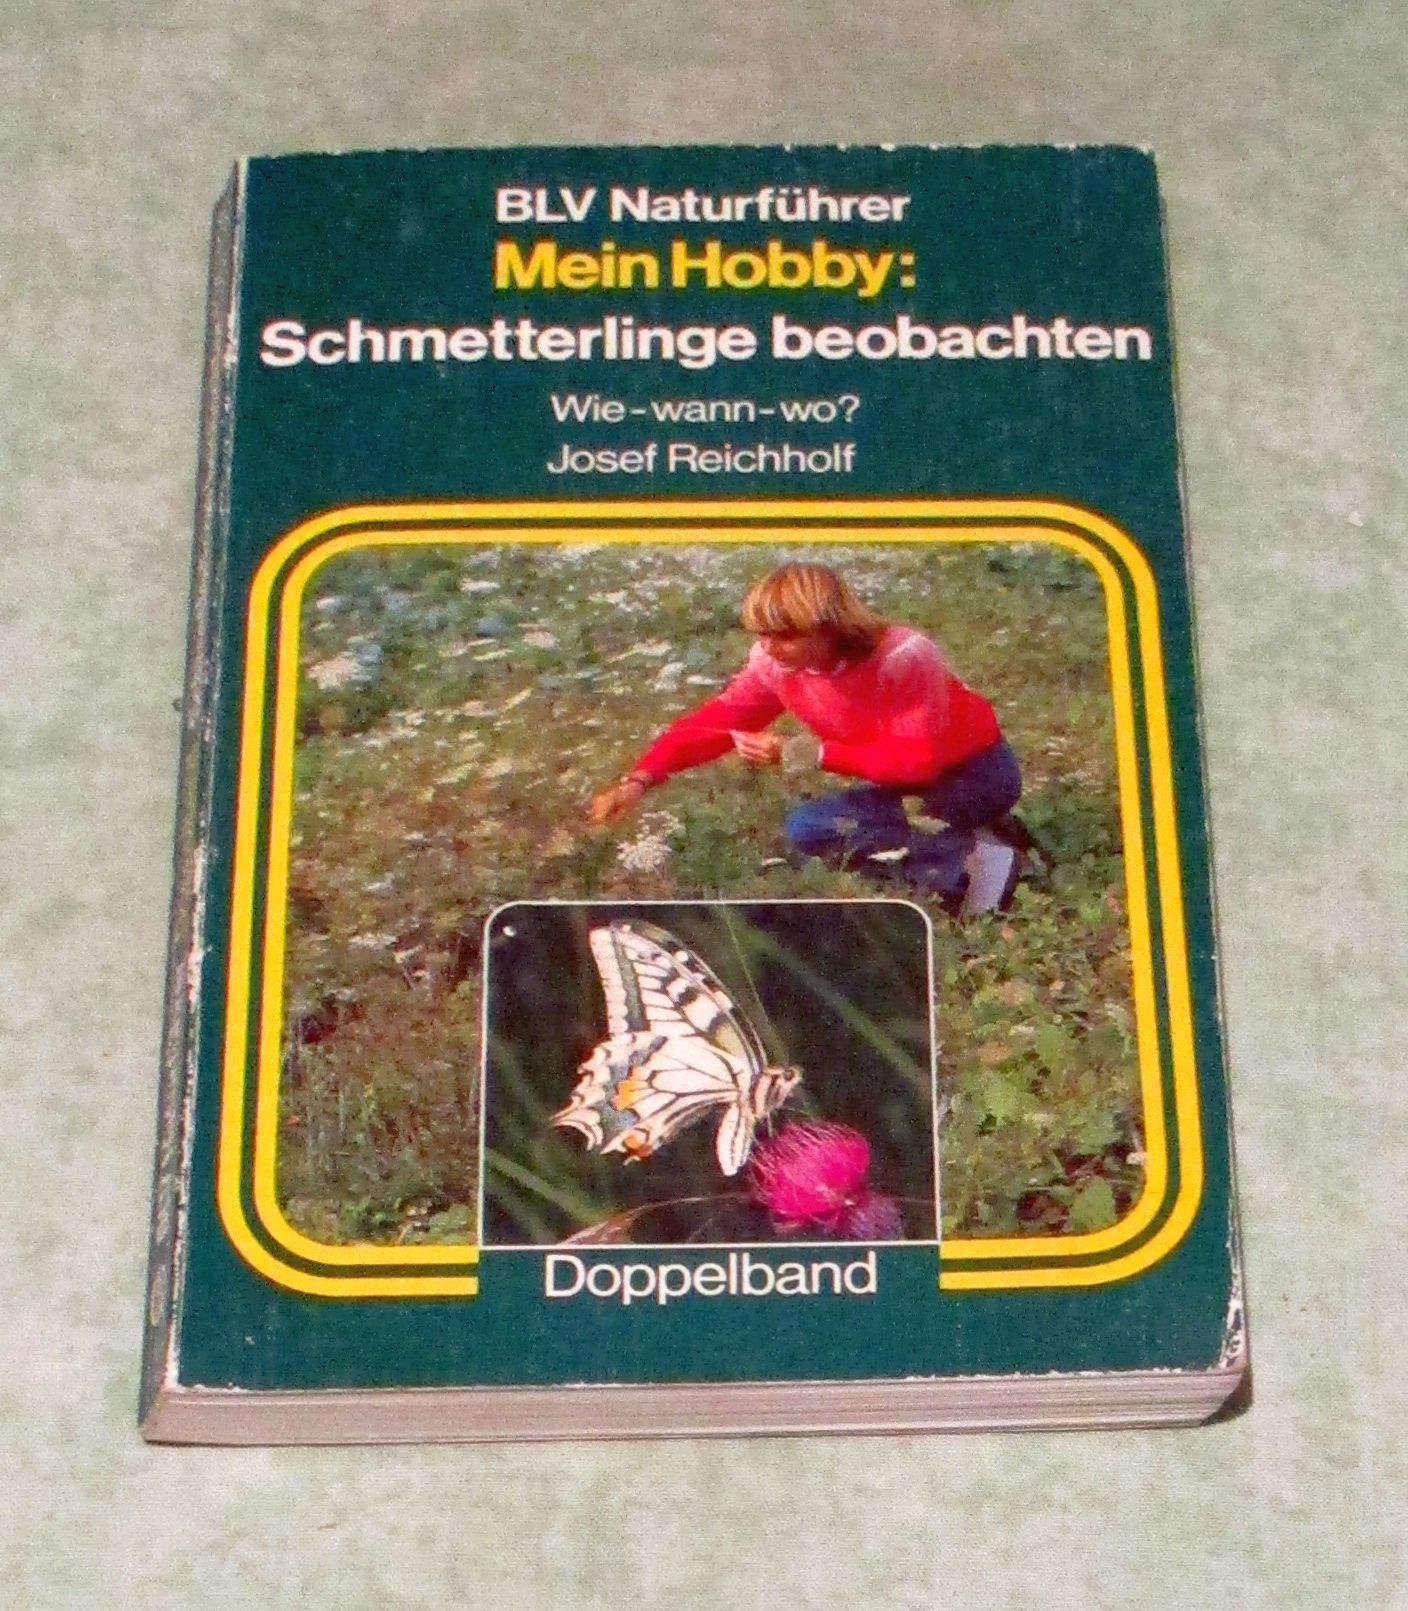 BLV Naturführer
Mein Hobby:
Schmetterlinge beobachten
Wie-wann-wo?
Josef Reichholf
Doppelband